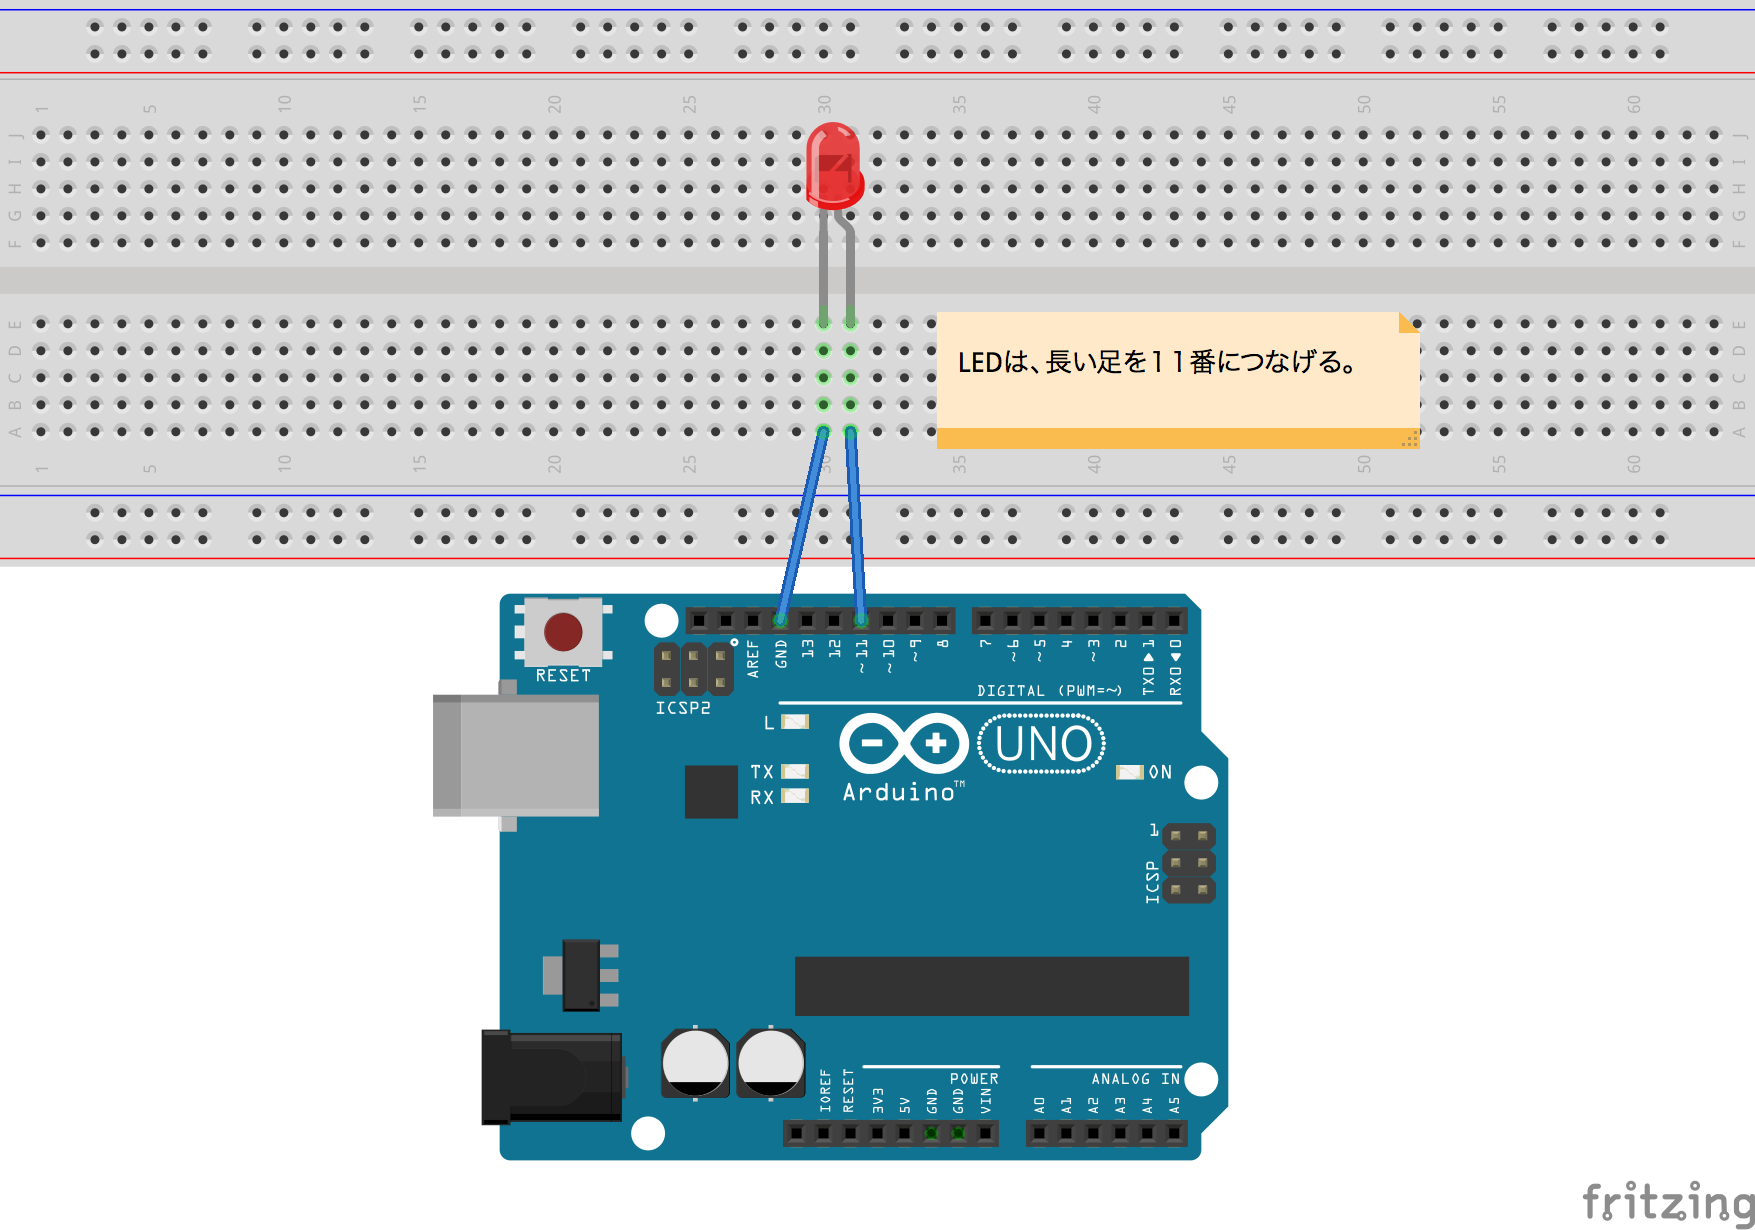 1 5 10 15 20 25 30 35 40 45 50 55 60
J J
I I
H H
G G
F F
E E
D D
C C
B B
A A
LEDは、長い足を11番につなげる。
1 5 10 15 20 25 30 35 40 45 50 55 60
RESET
ICSP2
AREF
GND
13
12
~11
~10
~9
8
7
~6
~5
4
~3
2
TX0▶1
RX0◀0
DIGITAL (PWM=~)
L
TX
RX
Arduino™
UNO
ON
1
ICSP
IOREF
RESET
3V3
5V
GND
GND
VIN
POWER
ANALOG IN
A0
A1
A2
A3
A4
A5
fritzing